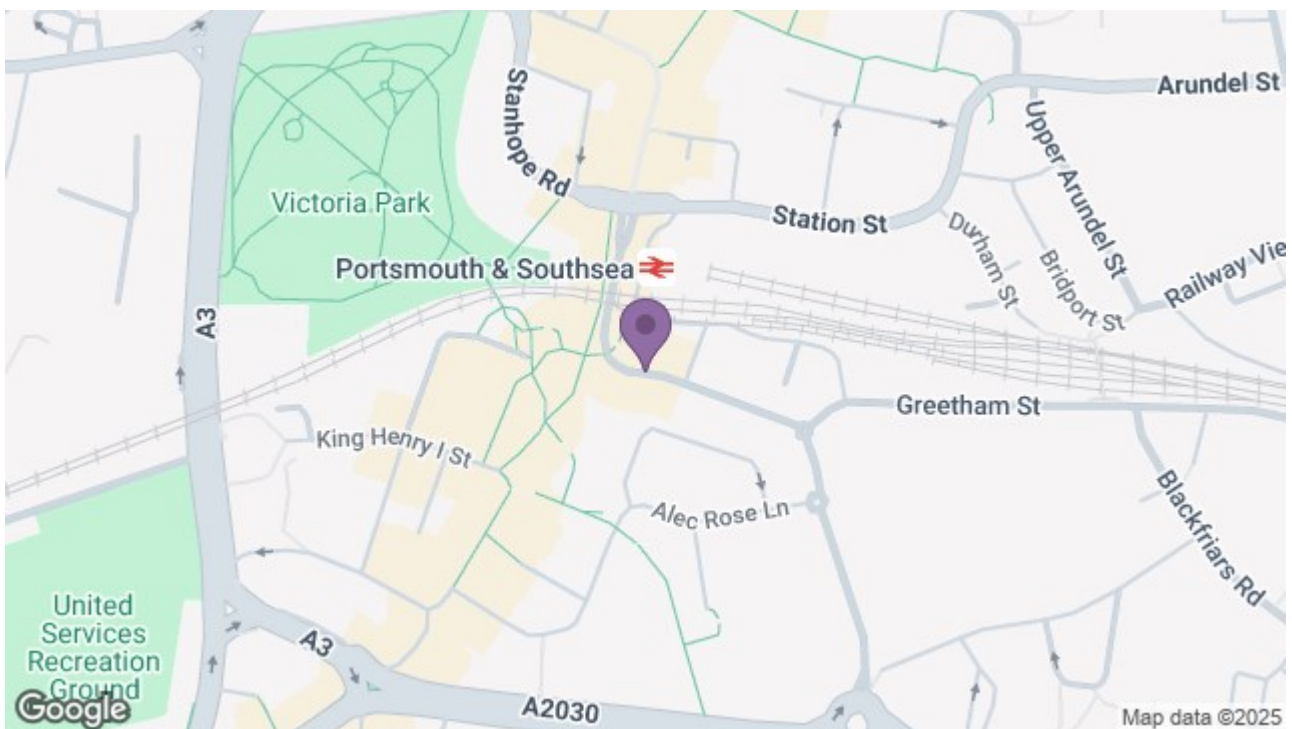 Arundel St
Stanhope Rd
Upper Arundel St
Victoria Park
Station St
Durham St
Bridport St
Railway Vie
Portsmouth & Southsea
A3
Greetham St
King Henry I St
Alec Rose Ln
Blackfriars Rd
United
Services
Recreation
Ground
A3
A2030
Google
Map data ©2025